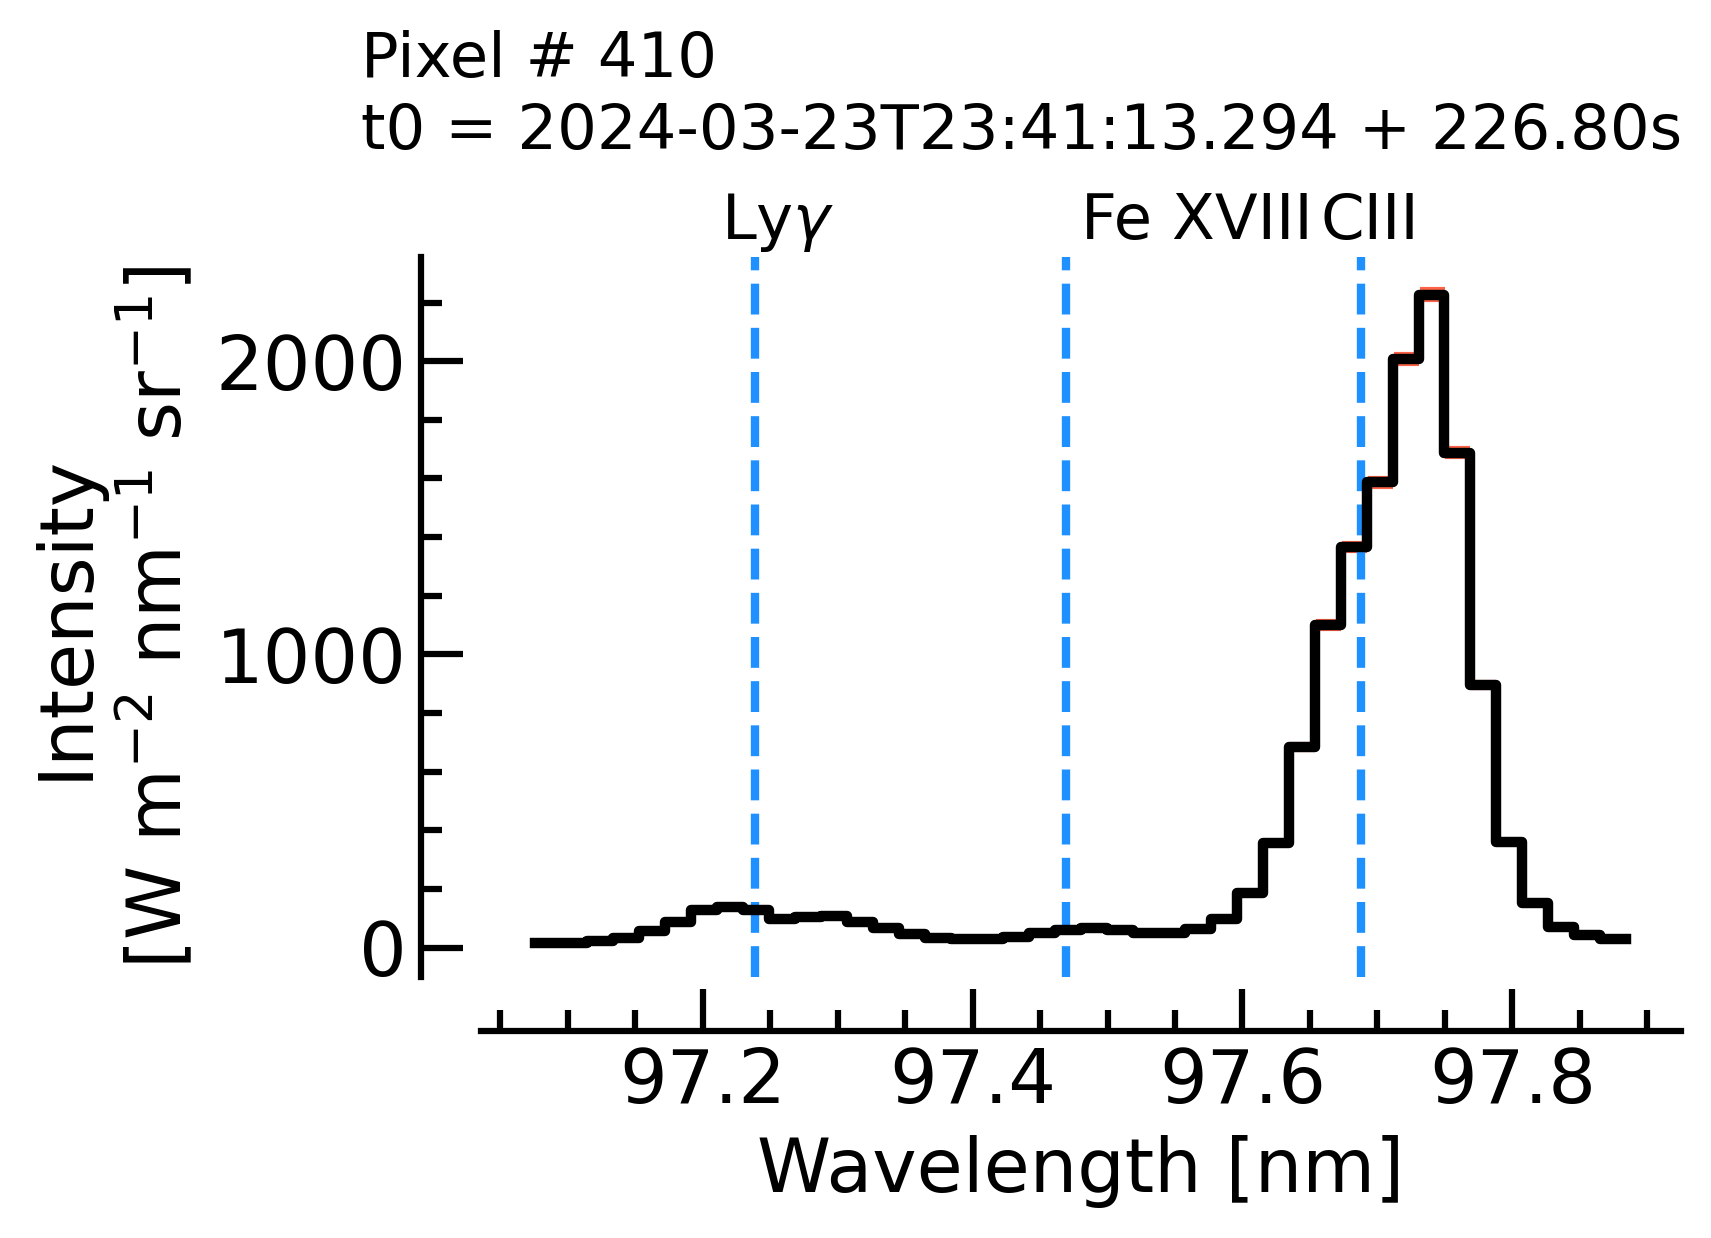 Pixel # 410
t0 = 2024-03-23T23:41:13.294 + 226.80s
Lyγ Fe XVIII CIII
Intensity
[W m⁻² nm⁻¹ sr⁻¹]
2000
1000
0
97.2 97.4 97.6 97.8
Wavelength [nm]